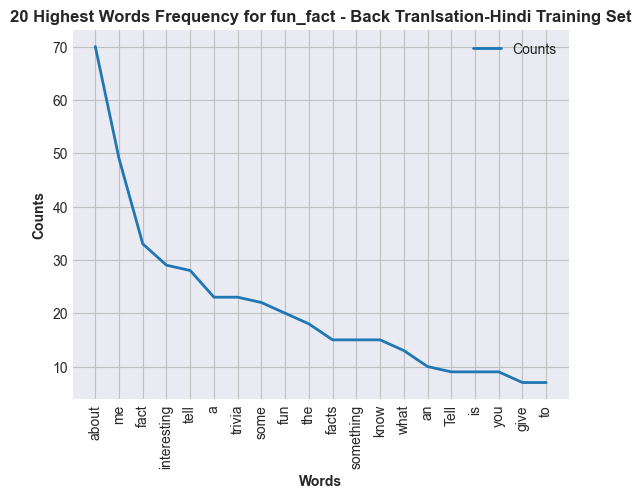 20 Highest Words Frequency for fun_fact - Back Tranlsation-Hindi Training Set
Counts
70
60
50
40
30
20
10
Counts
about
me
fact
interesting
tell
a
trivia
some
fun
the
facts
something
know
what
an
Tell
is
you
give
to
Words